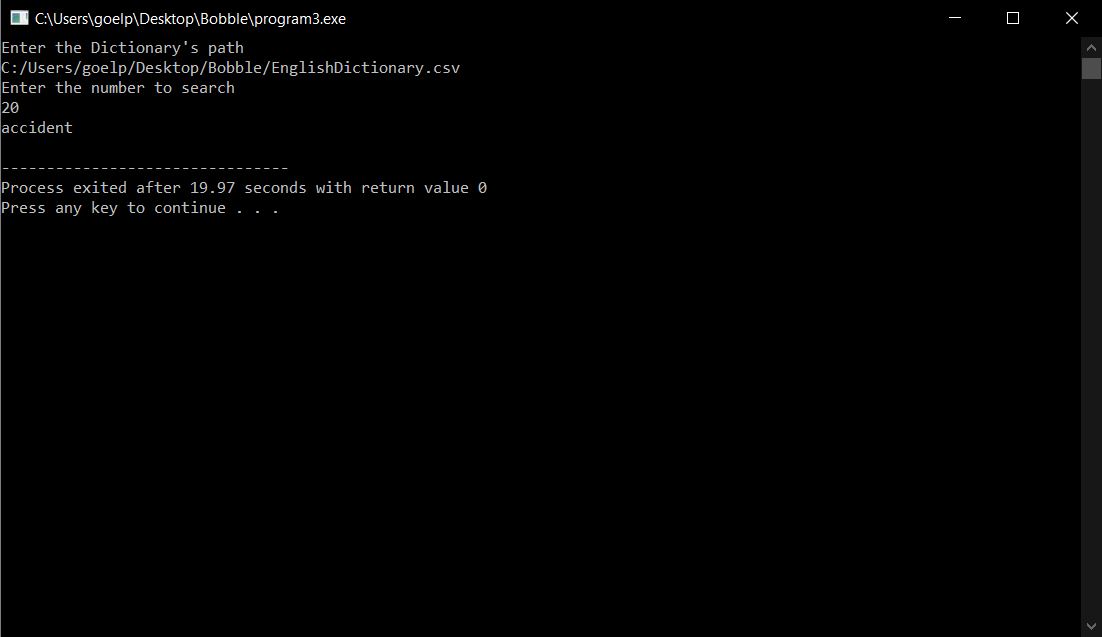 C:\Users\goelp\Desktop\Bobble\program3.exe
Enter the Dictionary's path
C:/Users/goelp/Desktop/Bobble/EnglishDictionary.csv
Enter the number to search
20
accident
--------------------------------
Process exited after 19.97 seconds with return value 0
Press any key to continue . . .